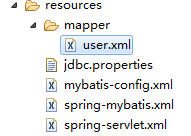 resources
mapper
user.xml
jdbc.properties
mybatis-config.xml
spring-mybatis.xml
spring-servlet.xml